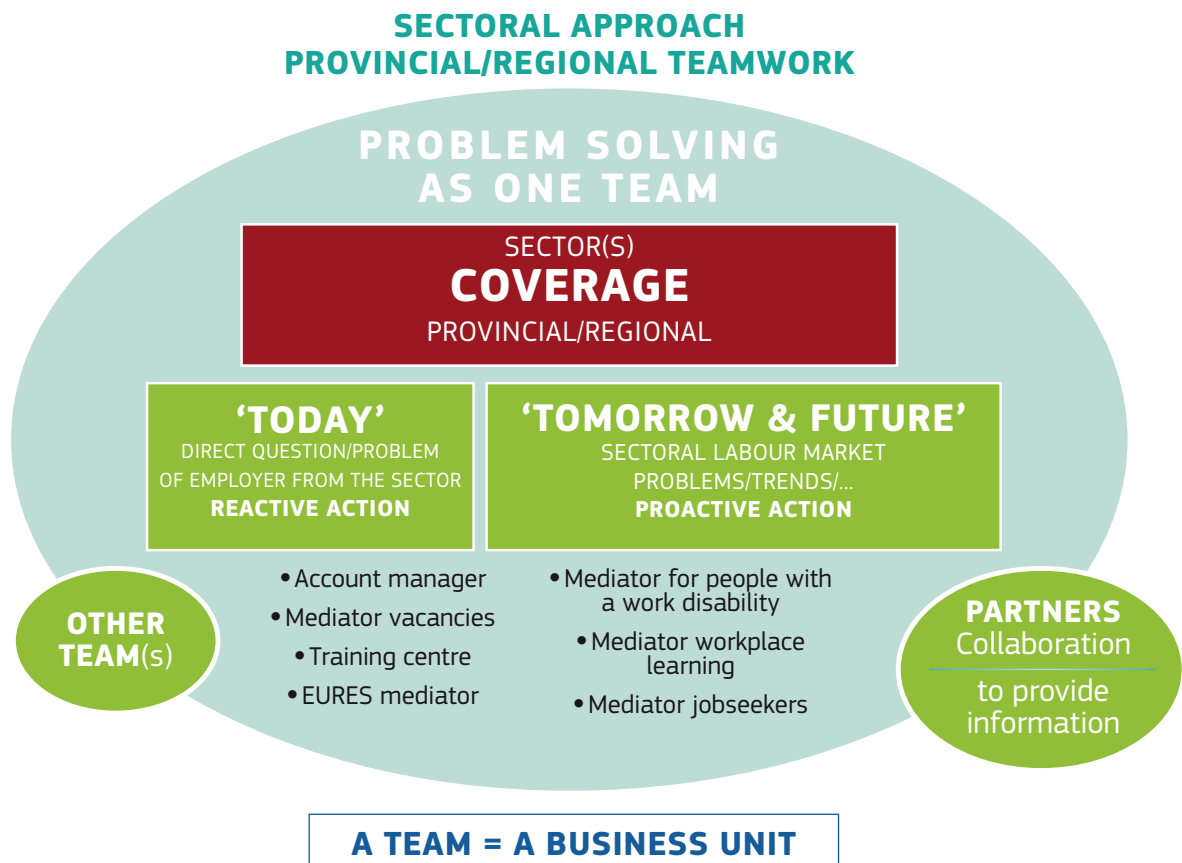 SECTORAL APPROACH
PROVINCIAL/REGIONAL TEAMWORK
PROBLEM SOLVING
AS ONE TEAM
SECTOR(S)
COVERAGE
PROVINCIAL/REGIONAL
‘TODAY’
DIRECT QUESTION/PROBLEM
OF EMPLOYER FROM THE SECTOR
REACTIVE ACTION
‘TOMORROW & FUTURE’
SECTORAL LABOUR MARKET
PROBLEMS/TRENDS/...
PROACTIVE ACTION
OTHER
TEAM(s)
• Account manager
• Mediator vacancies
• Training centre
• EURES mediator
• Mediator for people with
a work disability
• Mediator workplace
learning
• Mediator jobseekers
PARTNERS
Collaboration
to provide
information
A TEAM = A BUSINESS UNIT